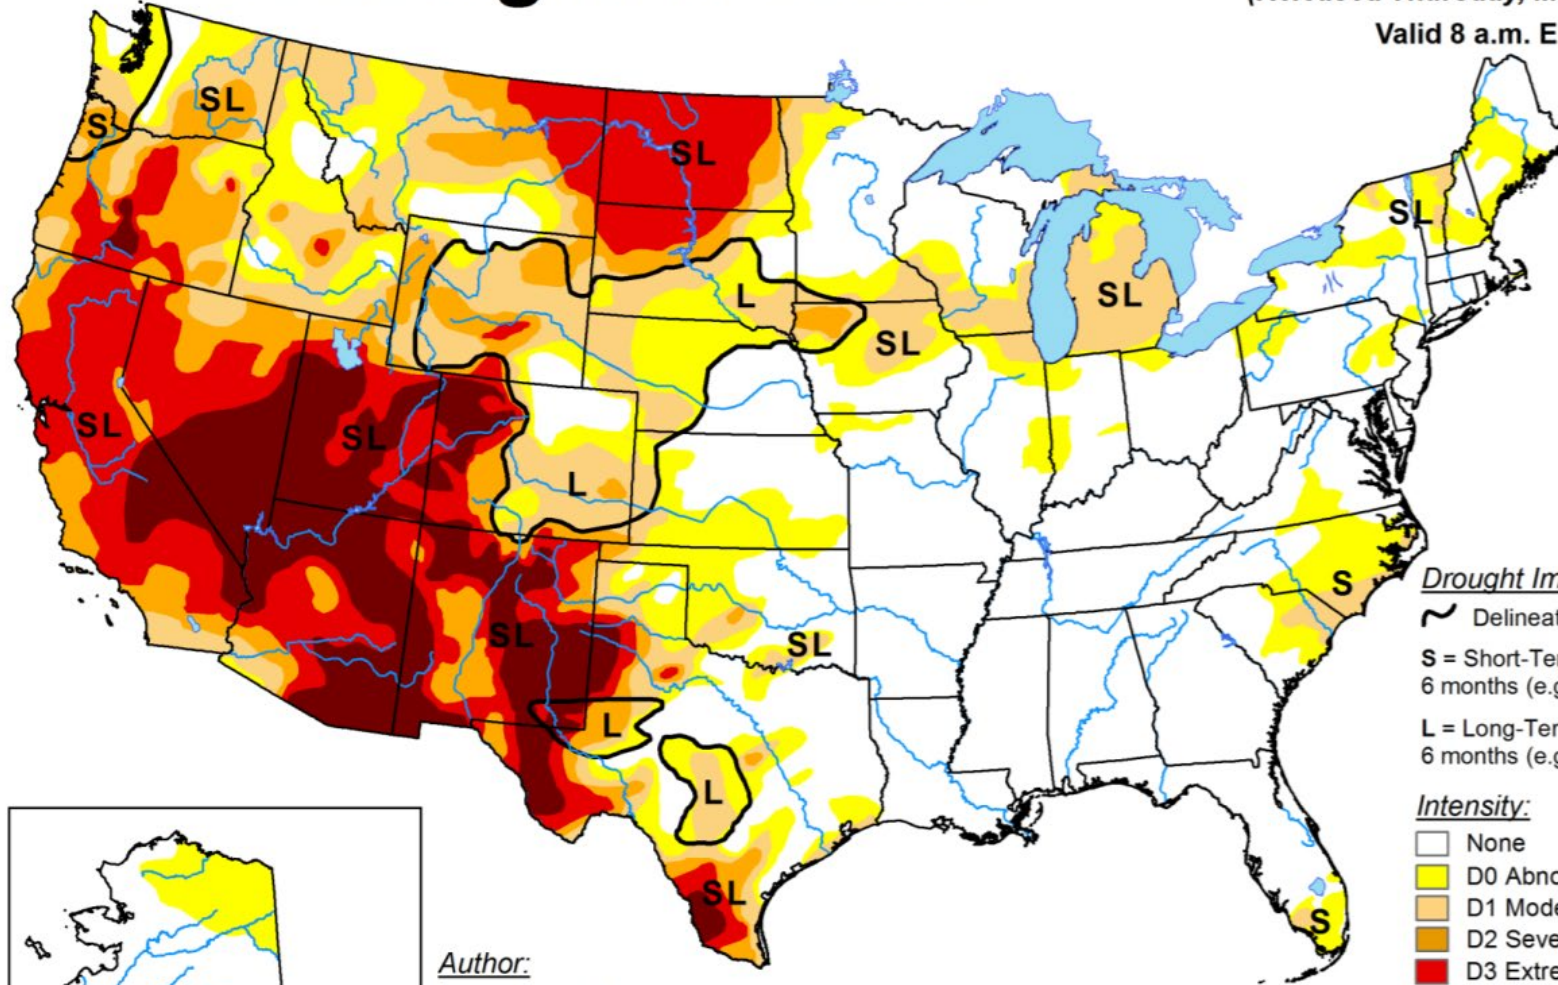 Valid 8 a.m. E
SL
S
SL
SL
L
SL
SL
SL
SL
L
SL
S
SL
SL
L
L
SL
S
Drought Im
Delineat
S = Short-Ter
6 months (e.g
L = Long-Ter
6 months (e.g
Intensity:
None
D0 Abno
D1 Mode
D2 Seve
D3 Extre
Author: